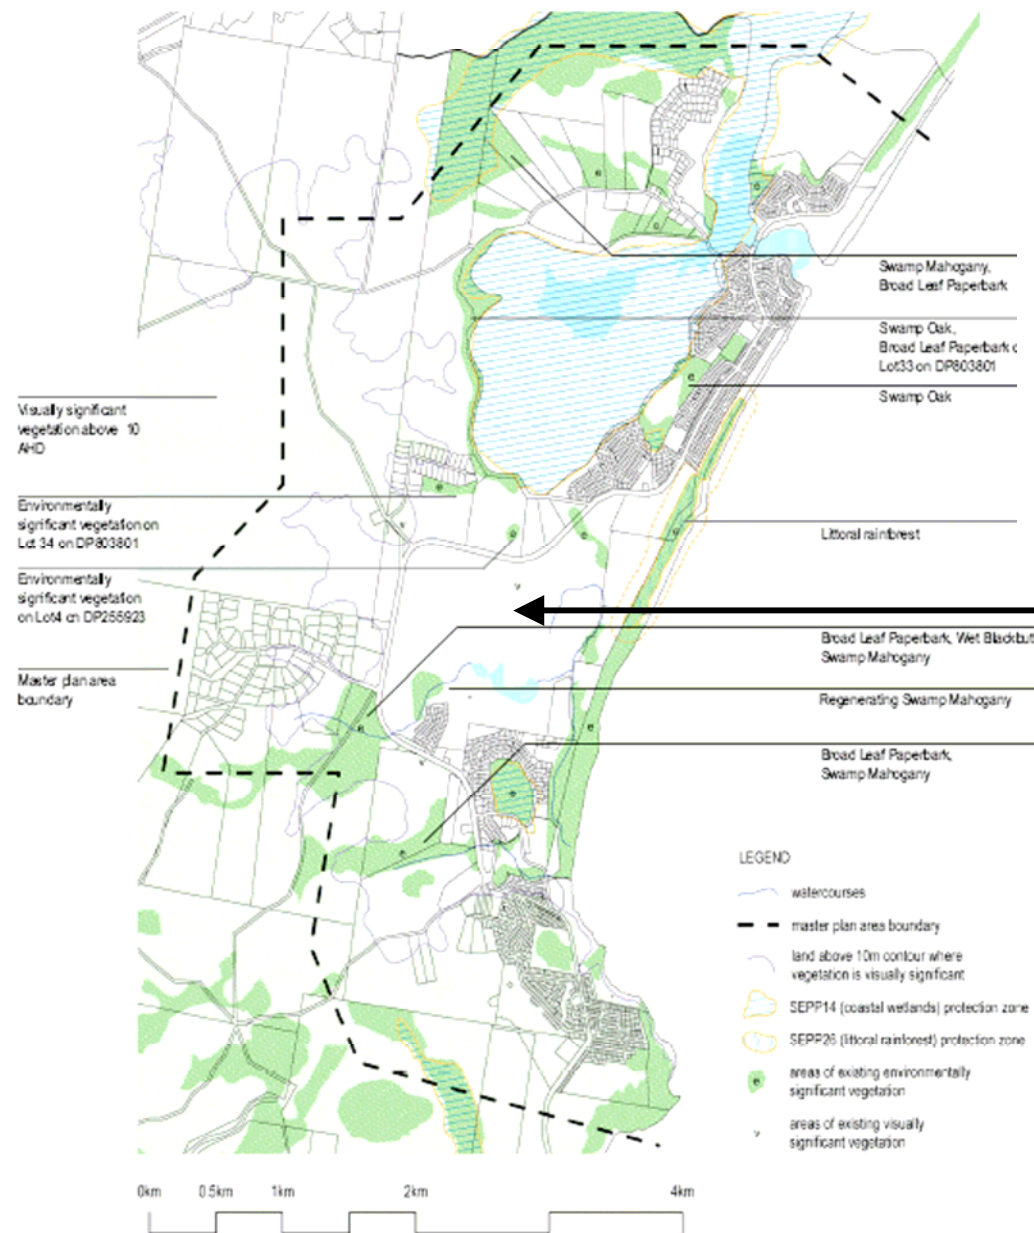 Swamp Mahogany,
Broad Leaf Paperbark
Swamp Oak,
Broad Leaf Paperbark o
Lot33 on DP803801
Swamp Oak
Visually significant
vegetation above 10
AHD
Environmentally
significant vegetation on
Lot 34 on DP803801
Littoral rainforest
Environmentally
significant vegetation
on Lot4 on DP255923
Broad Leaf Paperbark, Wet Blackbut
Swamp Mahogany
Master plan area
boundary
Regenerating Swamp Mahogany
Broad Leaf Paperbark,
Swamp Mahogany
LEGEND
watercourses
master plan area boundary
land above 10m contour where
vegetation is visually significant
SEPP14 (coastal wetlands) protection zone
SEPP26 (littoral rainforest) protection zone
e areas of existing environmentally
significant vegetation
v areas of existing visually
significant vegetation
0km 0.5km 1km 2km 4km